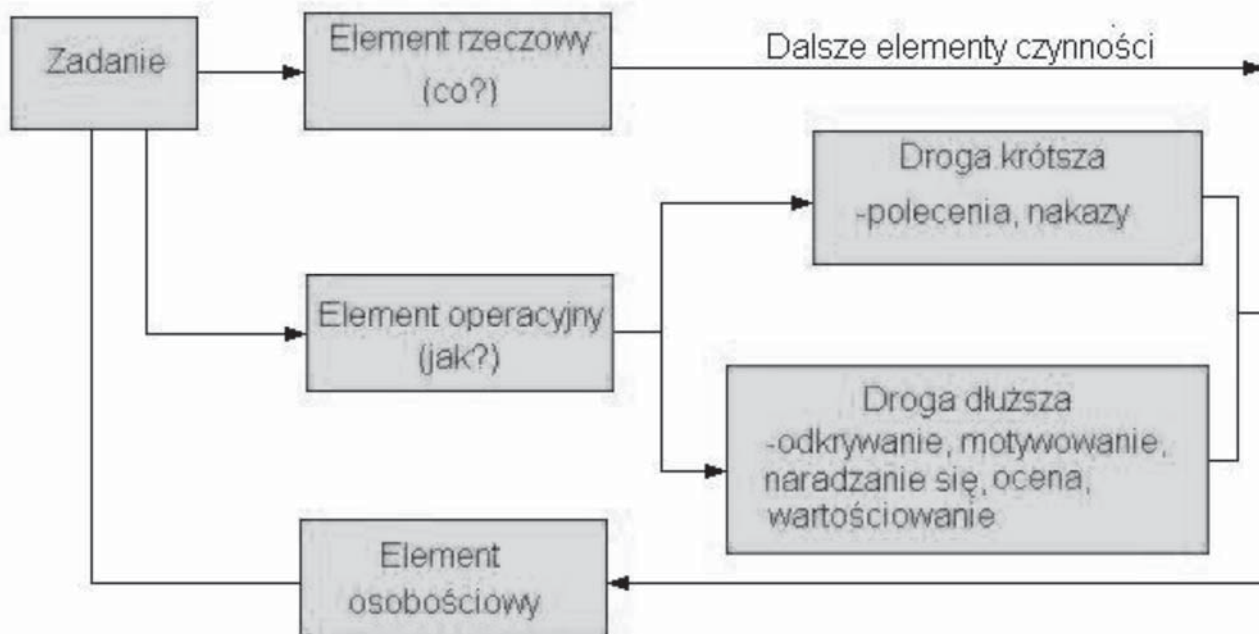 Zadanie
Element rzeczowy
(co?)
Dalsze elementy czynności
Droga krótsza
-polecenia, nakazy
Element operacyjny
(jak?)
Droga dłuższa
-odkrywanie, motywowanie,
naradzanie się, ocena,
wartościowanie
Element
osobościowy